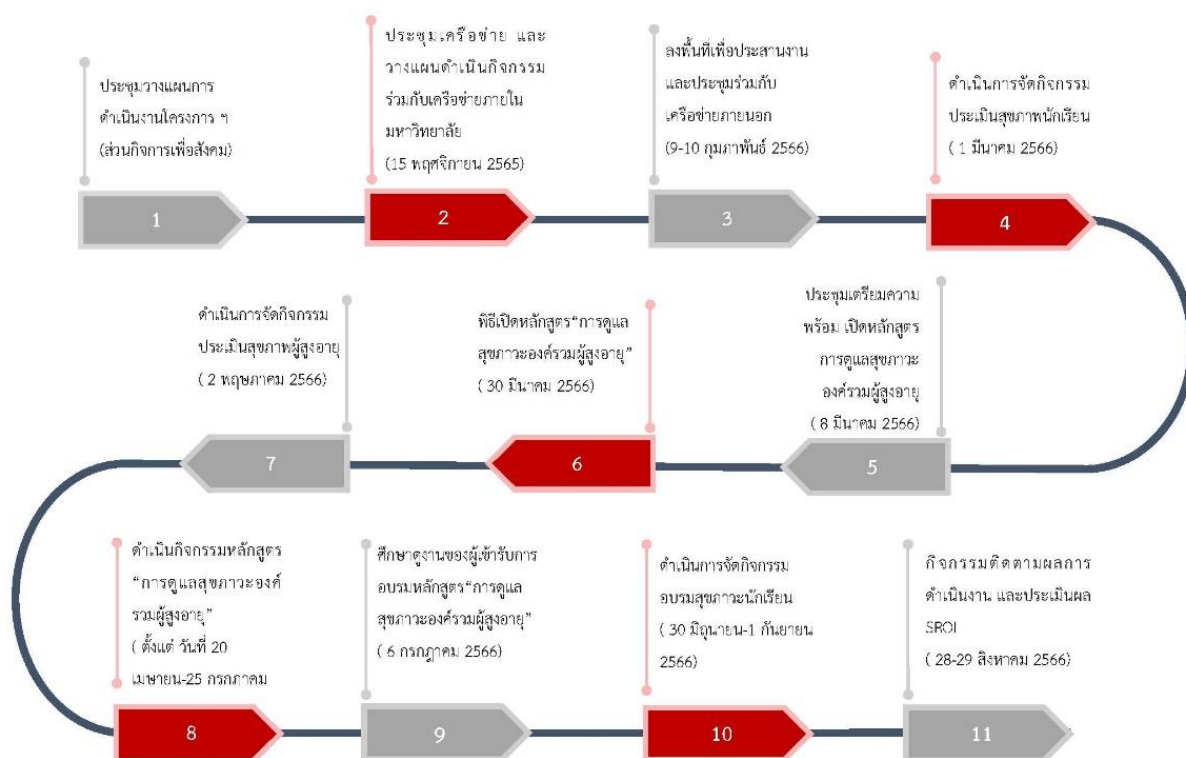 ประชุมวางแผนการ
ดำเนินงานโครงการ ฯ
(ส่วนกิจการเพื่อสังคม)
1
ประชุมเครือข่าย และ
วางแผนดำเนินกิจกรรม
ร่วมกับเครือข่ายภายใน
มหาวิทยาลัย
(15 พฤศจิกายน 2565)
2
ลงพื้นที่เพื่อประสานงาน
และประชุมร่วมกับ
เครือข่ายภายนอก
(9-10 กุมภาพันธ์ 2566)
3
ดำเนินการจัดกิจกรรม
ประเมินสุขภาพนักเรียน
( 1 มีนาคม 2566)
4
ประชุมเตรียมความ
พร้อม เปิดหลักสูตร
การดูแลสุขภาวะ
องค์รวมผู้สูงอายุ
( 8 มีนาคม 2566)
5
พิธีเปิดหลักสูตร“การดูแล
สุขภาวะองค์รวมผู้สูงอายุ”
( 30 มีนาคม 2566)
6
ดำเนินการจัดกิจกรรม
ประเมินสุขภาพผู้สูงอายุ
( 2 พฤษภาคม 2566)
7
ดำเนินกิจกรรมหลักสูตร
“การดูแลสุขภาวะองค์
รวมผู้สูงอายุ”
( ตั้งแต่ วันที่ 20
เมษายน-25 กรกภาคม
8
ศึกษาดูงานของผู้เข้ารับการ
อบรมหลักสูตร“การดูแล
สุขภาวะองค์รวมผู้สูงอายุ”
( 6 กรกฎาคม 2566)
9
ดำเนินการจัดกิจกรรม
อบรมสุขภาวะนักเรียน
( 30 มิถุนายน-1 กันยายน
2566)
10
กิจกรรมติดตามผลการ
ดำเนินงาน และประเมินผล
SROI
( 28-29 สิงหาคม 2566)
11